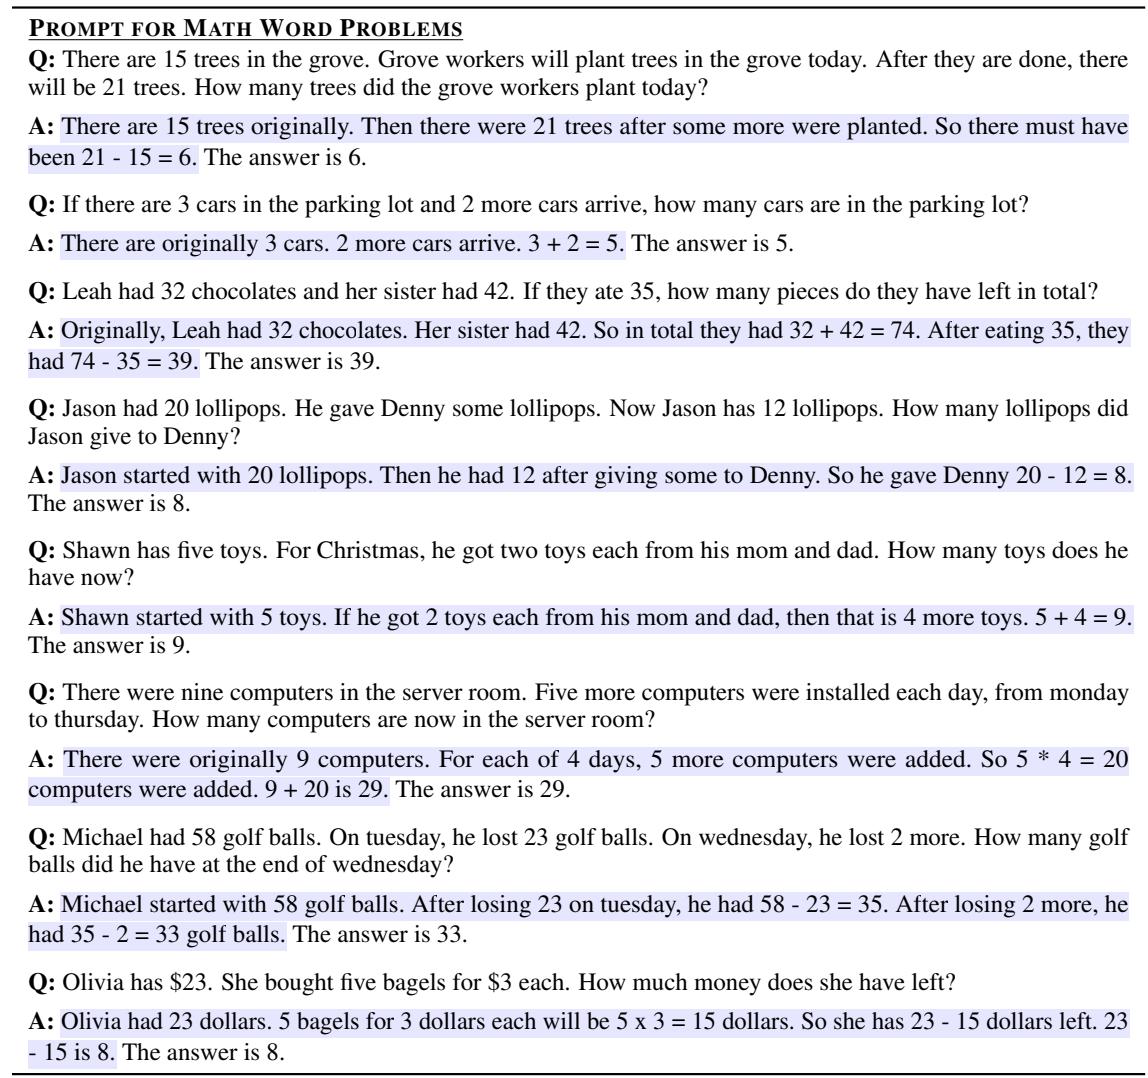 PROMPT FOR MATH WORD PROBLEMS
Q: There are 15 trees in the grove. Grove workers will plant trees in the grove today. After they are done, there
will be 21 trees. How many trees did the grove workers plant today?
A: There are 15 trees originally. Then there were 21 trees after some more were planted. So there must have
been 21 - 15 = 6. The answer is 6.
Q: If there are 3 cars in the parking lot and 2 more cars arrive, how many cars are in the parking lot?
A: There are originally 3 cars. 2 more cars arrive. 3 + 2 = 5. The answer is 5.
Q: Leah had 32 chocolates and her sister had 42. If they ate 35, how many pieces do they have left in total?
A: Originally, Leah had 32 chocolates. Her sister had 42. So in total they had 32 + 42 = 74. After eating 35, they
had 74 - 35 = 39. The answer is 39.
Q: Jason had 20 lollipops. He gave Denny some lollipops. Now Jason has 12 lollipops. How many lollipops did
Jason give to Denny?
A: Jason started with 20 lollipops. Then he had 12 after giving some to Denny. So he gave Denny 20 - 12 = 8.
The answer is 8.
Q: Shawn has five toys. For Christmas, he got two toys each from his mom and dad. How many toys does he
have now?
A: Shawn started with 5 toys. If he got 2 toys each from his mom and dad, then that is 4 more toys. 5 + 4 = 9.
The answer is 9.
Q: There were nine computers in the server room. Five more computers were installed each day, from monday
to thursday. How many computers are now in the server room?
A: There were originally 9 computers. For each of 4 days, 5 more computers were added. So 5 * 4 = 20
computers were added. 9 + 20 is 29. The answer is 29.
Q: Michael had 58 golf balls. On tuesday, he lost 23 golf balls. On wednesday, he lost 2 more. How many golf
balls did he have at the end of wednesday?
A: Michael started with 58 golf balls. After losing 23 on tuesday, he had 58 - 23 = 35. After losing 2 more, he
had 35 - 2 = 33 golf balls. The answer is 33.
Q: Olivia has $23. She bought five bagels for $3 each. How much money does she have left?
A: Olivia had 23 dollars. 5 bagels for 3 dollars each will be 5 x 3 = 15 dollars. So she has 23 - 15 dollars left. 23
- 15 is 8. The answer is 8.